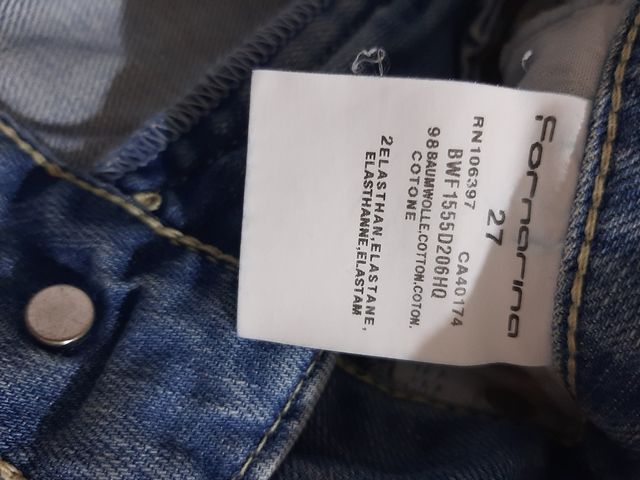 fornarina
27
RN106397 CA40174
BWF1555D206HQ
98BAUMWOLLE,COTTON,COTON,
COTONE
2ELASTHAN,ELASTANE,
ELASTHANNE,ELASTAM